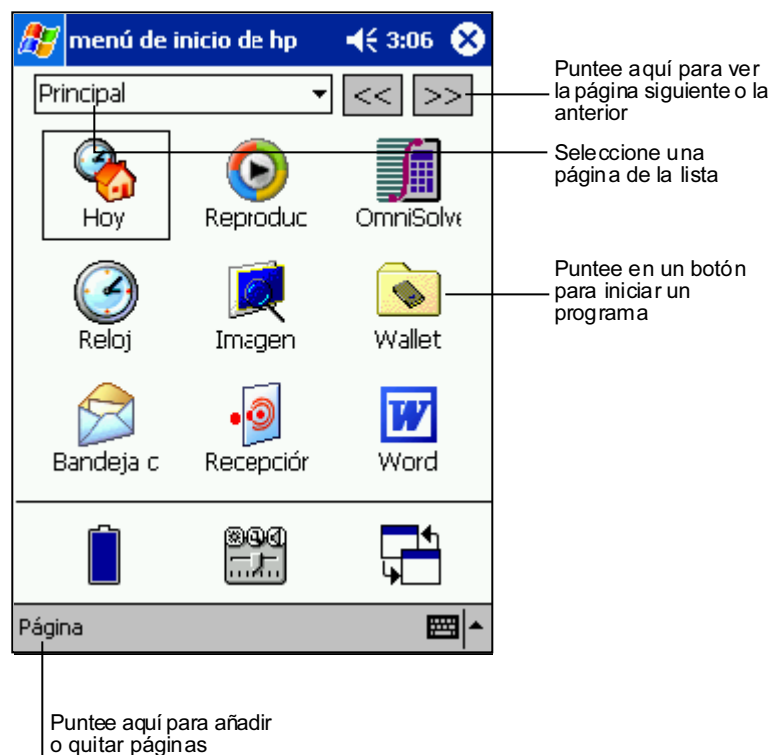 menú de inicio de hp 3:06
Principal << >>
Puntee aquí para ver
la página siguiente o la
anterior
Seleccione una
página de la lista
Hoy Reproduc OmniSolve
Puntee en un botón
para iniciar un
programa
Reloj Imagen Wallet
Bandeja c Recepciór Word
Página
Puntee aquí para añadir
o quitar páginas